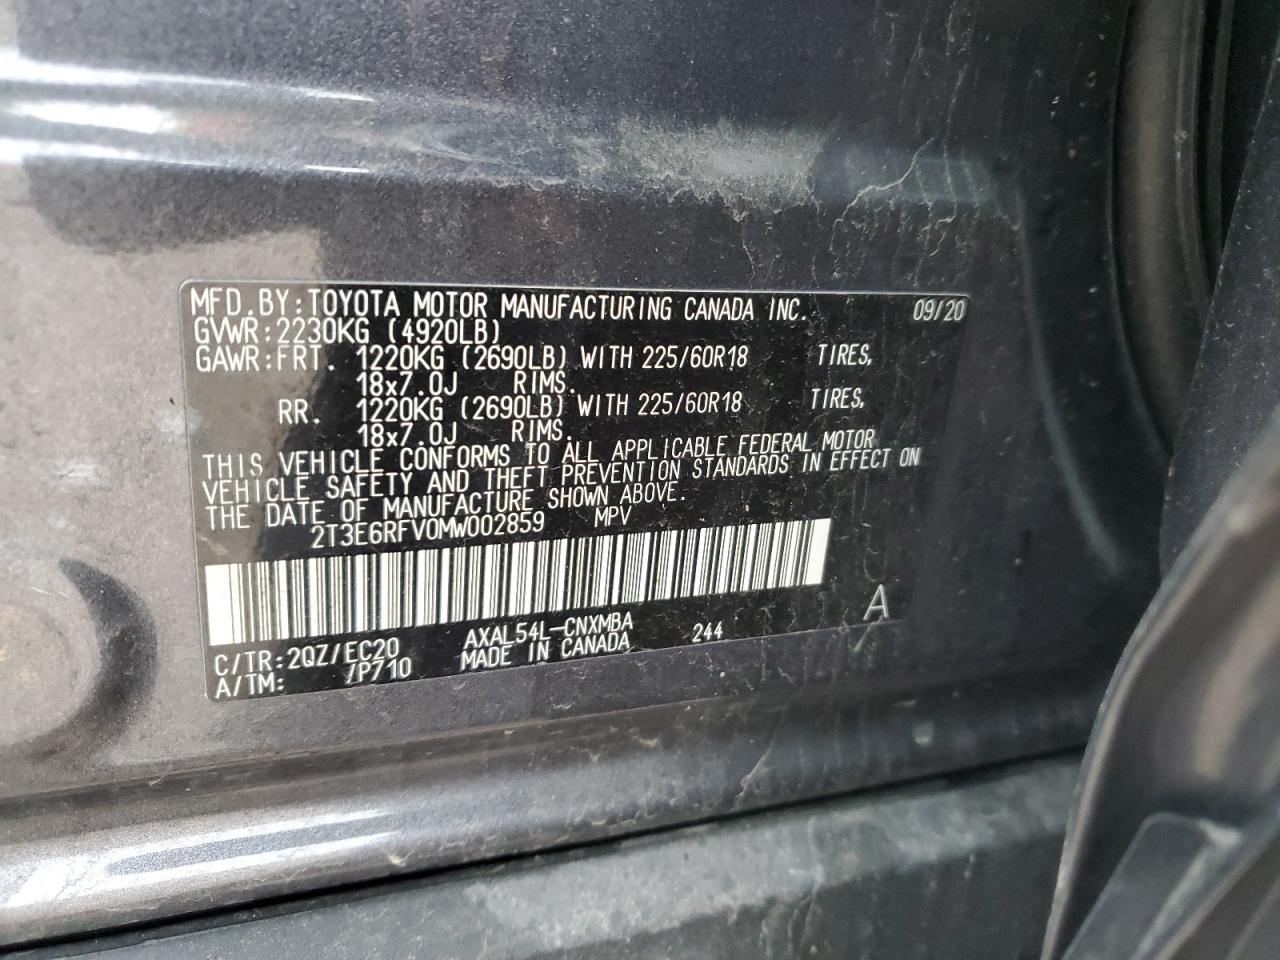 MFD.BY:TOYOTA MOTOR MANUFACTURING CANADA INC. 09/20
GVWR:2230KG (4920LB)
GAWR:FRT. 1220KG (2690LB) WITH 225/60R18 TIRES,
18x7.0J RIMS.
RR. 1220KG (2690LB) WITH 225/60R18 TIRES,
18x7.0J RIMS.
THIS VEHICLE CONFORMS TO ALL APPLICABLE FEDERAL MOTOR
VEHICLE SAFETY AND THEFT PREVENTION STANDARDS IN EFFECT ON
THE DATE OF MANUFACTURE SHOWN ABOVE.
2T3E6RFV0MW002859 MPV
A
C/TR:2QZ/EC20 AXAL54L-CNXMBA 244
A/TM: /P710 MADE IN CANADA